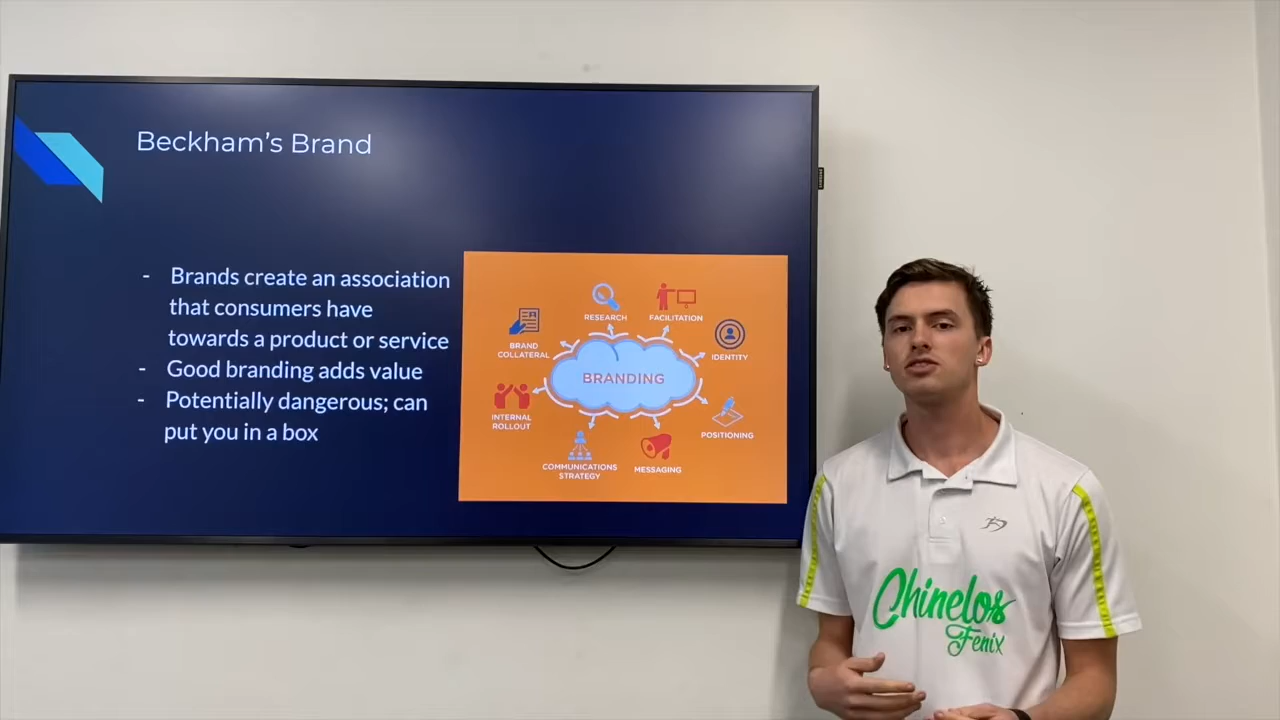 Beckham's Brand
- Brands create an association
that consumers have
towards a product or service
- Good branding adds value
- Potentially dangerous; can
put you in a box
RESEARCH
FACILITATION
BRAND
COLLATERAL
IDENTITY
BRANDING
INTERNAL
ROLLOUT
POSITIONING
COMMUNICATIONS
STRATEGY
MESSAGING
SAMSUNG
Chinelos
Fenix